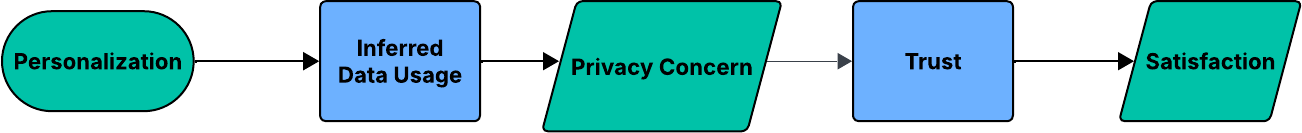 Personalization
Inferred
Data Usage
Privacy Concern
Trust
Satisfaction